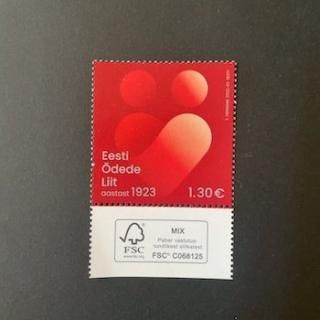 Eesti
Õdede
Liit
aastast 1923
1.30 €
FSC
www.fsc.org
MIX
Paber vastutustundlikest allikatest
FSC® C068125